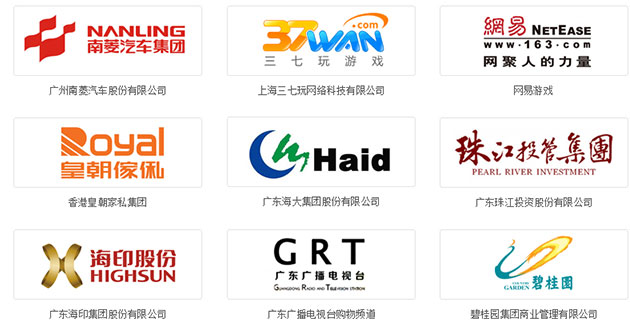 NANLING
南菱汽车集团
广州南菱汽车股份有限公司
37WAN.com
三七玩游戏
上海三七玩网络科技有限公司
網易 NETEASE
www.163.com
网聚人的力量
网易游戏
Royal
皇朝傢俬
香港皇朝家私集团
Haid
广东海大集团股份有限公司
珠江投管集團
PEARL RIVER INVESTMENT
广东珠江投资股份有限公司
海印股份
HIGHSUN
广东海印集团股份有限公司
GRT
广东广播电视台
GUANGDONG RADIO AND TELEVISION STATION
广东广播电视台购物频道
COUNTRY GARDEN 碧桂园
碧桂园集团商业管理有限公司